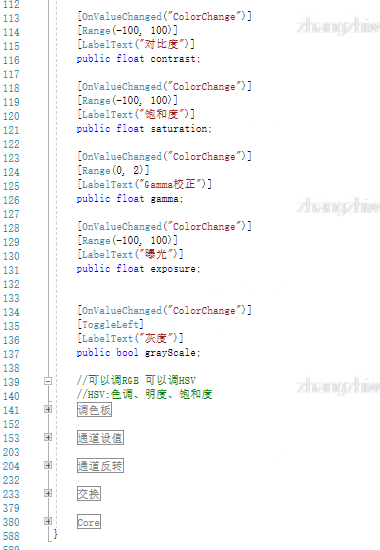 112
113 [OnValueChanged("ColorChange")]
114 [Range(-100, 100)]
115 [LabelText("对比度")]
116 public float contrast;
117
118 [OnValueChanged("ColorChange")]
119 [Range(-100, 100)]
120 [LabelText("饱和度")]
121 public float saturation;
122
123 [OnValueChanged("ColorChange")]
124 [Range(0, 2)]
125 [LabelText("Gamma校正")]
126 public float gamma;
127
128 [OnValueChanged("ColorChange")]
129 [Range(-100, 100)]
130 [LabelText("曝光")]
131 public float exposure;
132
133
134 [OnValueChanged("ColorChange")]
135 [ToggleLeft]
136 [LabelText("灰度")]
137 public bool grayScale;
138
139 //可以调RGB 可以调HSV
140 //HSV:色调、明度、饱和度
141 调色板
152
153 通道设值
203
204 通道反转
232
233 交换
379
380 Core
588 }
589